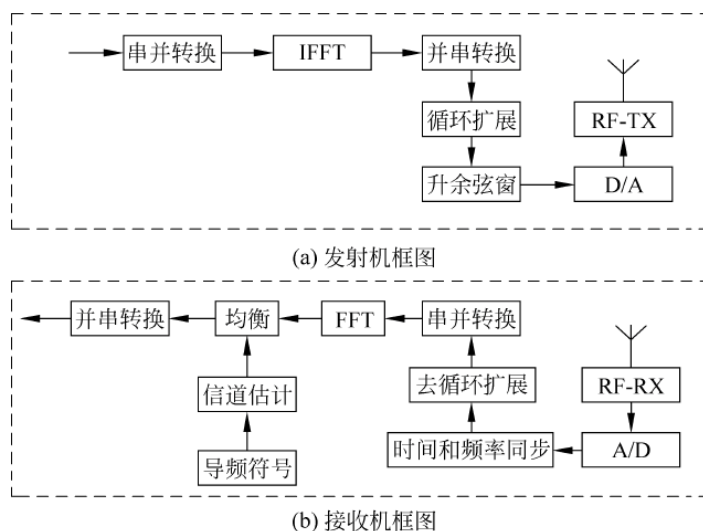 串并转换
IFFT
并串转换
循环扩展
RF-TX
升余弦窗
D/A
(a) 发射机框图
并串转换
均衡
FFT
串并转换
信道估计
去循环扩展
RF-RX
导频符号
时间和频率同步
A/D
(b) 接收机框图